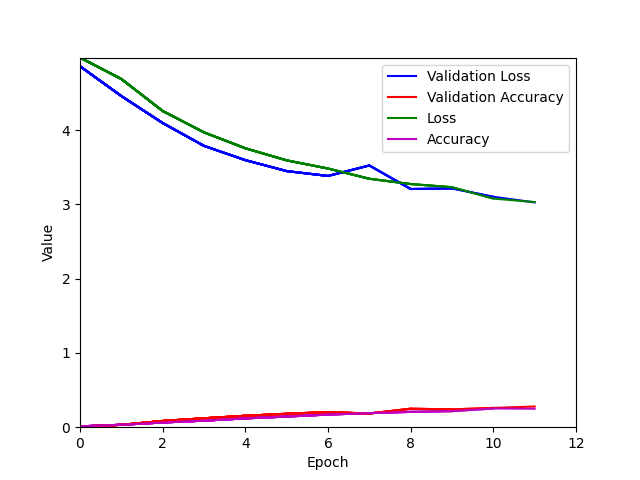 Validation Loss
Validation Accuracy
Loss
Accuracy
4
3
2
1
0
Value
0 2 4 6 8 10 12
Epoch